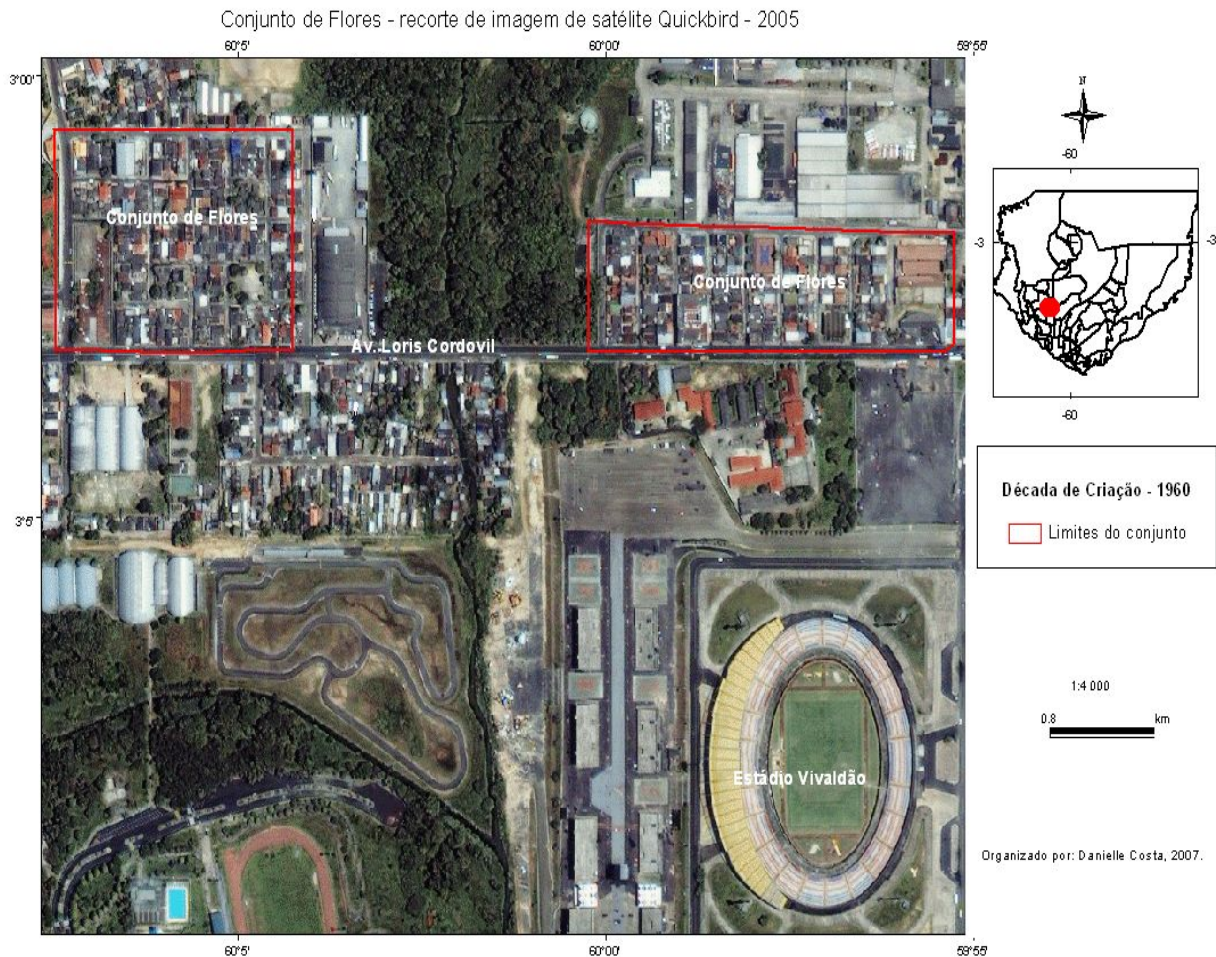 Conjunto de Flores - recorte de imagem de satélite Quickbird - 2005
60°5'
60°00'
59°55'
3°00'
N
-60
Conjunto de Flores
-3
-3
Conjunto de Flores
Av. Loris Cordovil
-60
Década de Criação - 1960
3°5'
Limites do conjunto
1:4 000
0.8
km
Estádio Vivaldão
Organizado por: Danielle Costa, 2007.
60°5'
60°00'
59°55'